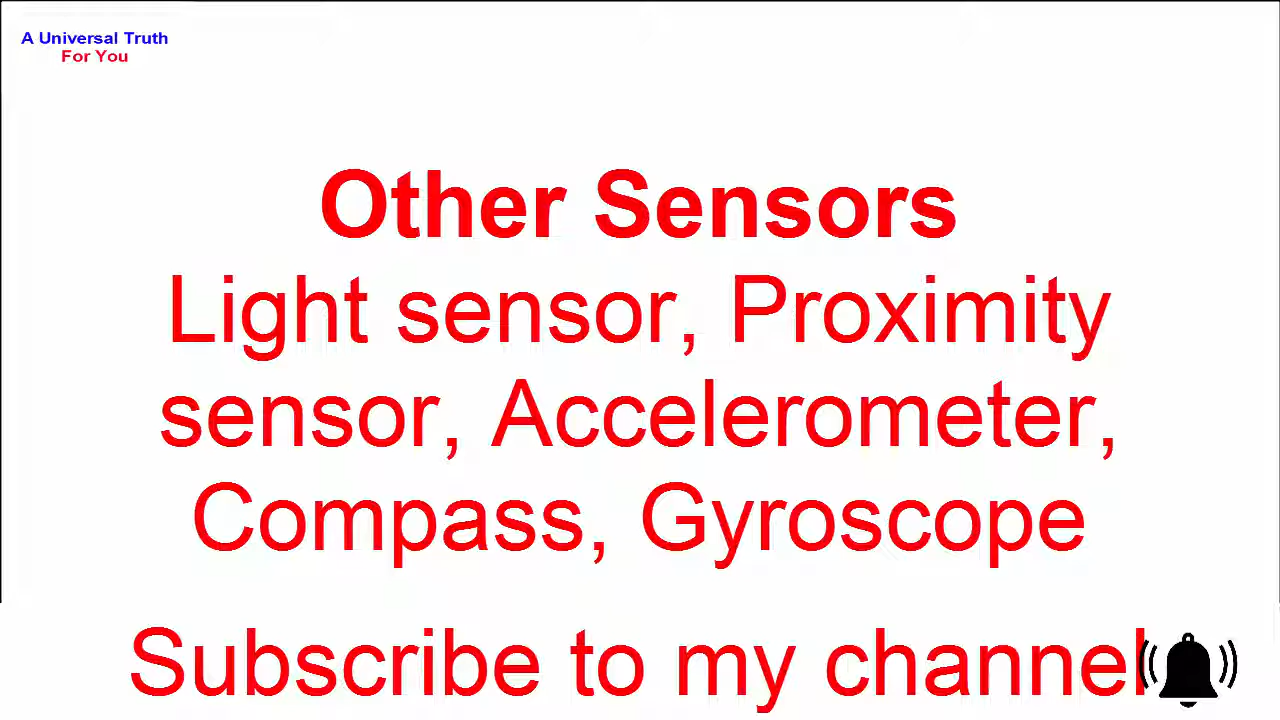 A Universal Truth
For You
Other Sensors
Light sensor, Proximity
sensor, Accelerometer,
Compass, Gyroscope
Subscribe to my channel